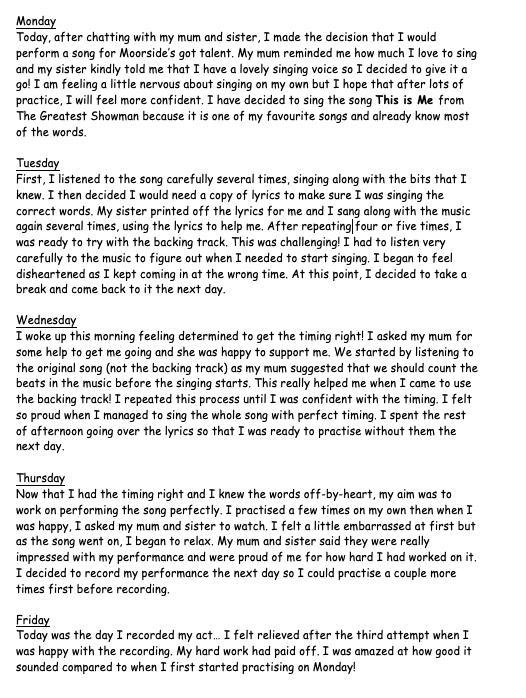 Monday
Today, after chatting with my mum and sister, I made the decision that I would
perform a song for Moorside's got talent. My mum reminded me how much I love to sing
and my sister kindly told me that I have a lovely singing voice so I decided to give it a
go! I am feeling a little nervous about singing on my own but I hope that after lots of
practice, I will feel more confident. I have decided to sing the song This is Me from
The Greatest Showman because it is one of my favourite songs and already know most
of the words.
Tuesday
First, I listened to the song carefully several times, singing along with the bits that I
knew. I then decided I would need a copy of lyrics to make sure I was singing the
correct words. My sister printed off the lyrics for me and I sang along with the music
again several times, using the lyrics to help me. After repeating four or five times, I
was ready to try with the backing track. This was challenging! I had to listen very
carefully to the music to figure out when I needed to start singing. I began to feel
disheartened as I kept coming in at the wrong time. At this point, I decided to take a
break and come back to it the next day.
Wednesday
I woke up this morning feeling determined to get the timing right! I asked my mum for
some help to get me going and she was happy to support me. We started by listening to
the original song (not the backing track) as my mum suggested that we should count the
beats in the music before the singing starts. This really helped me when I came to use
the backing track! I repeated this process until I was confident with the timing. I felt
so proud when I managed to sing the whole song with perfect timing. I spent the rest
of afternoon going over the lyrics so that I was ready to practise without them the
next day.
Thursday
Now that I had the timing right and I knew the words off-by-heart, my aim was to
work on performing the song perfectly. I practised a few times on my own then when I
was happy, I asked my mum and sister to watch. I felt a little embarrassed at first but
as the song went on, I began to relax. My mum and sister said they were really
impressed with my performance and were proud of me for how hard I had worked on it.
I decided to record my performance the next day so I could practise a couple more
times first before recording.
Friday
Today was the day I recorded my act… I felt relieved after the third attempt when I
was happy with the recording. My hard work had paid off. I was amazed at how good it
sounded compared to when I first started practising on Monday!